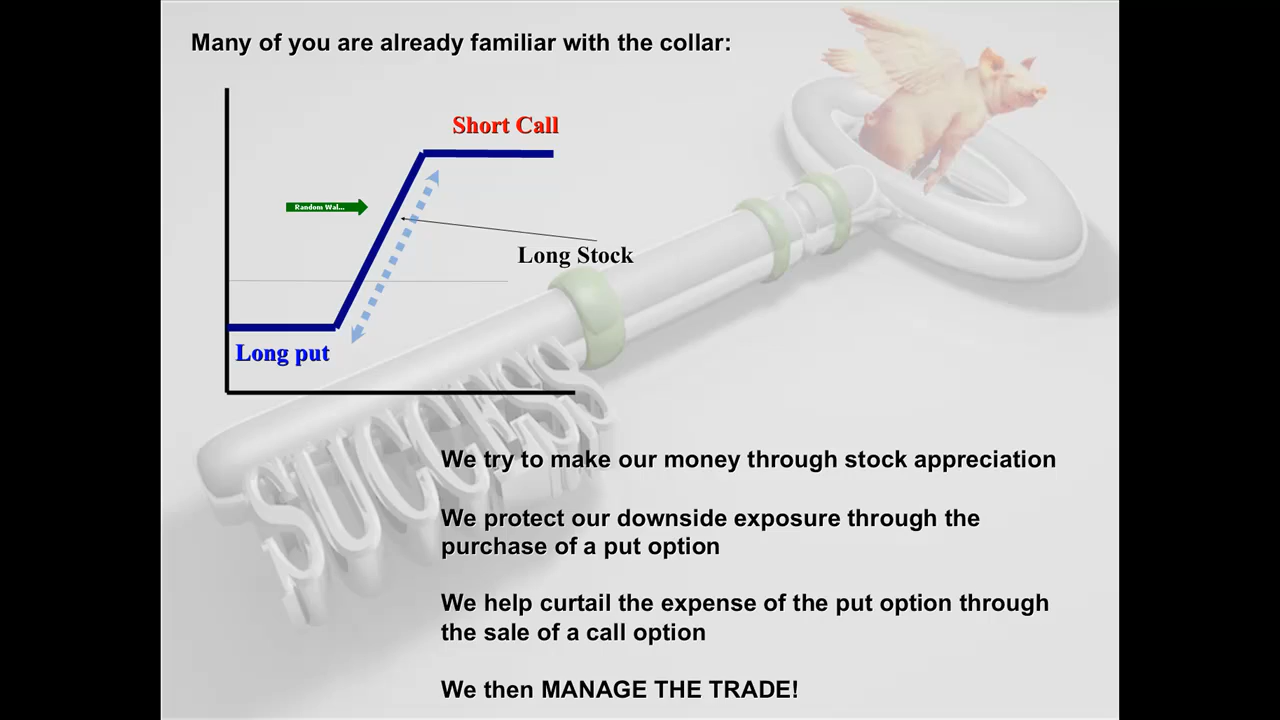 Many of you are already familiar with the collar:
Short Call
Random Wal...
Long Stock
Long put
SUCCESS
We try to make our money through stock appreciation
We protect our downside exposure through the
purchase of a put option
We help curtail the expense of the put option through
the sale of a call option
We then MANAGE THE TRADE!